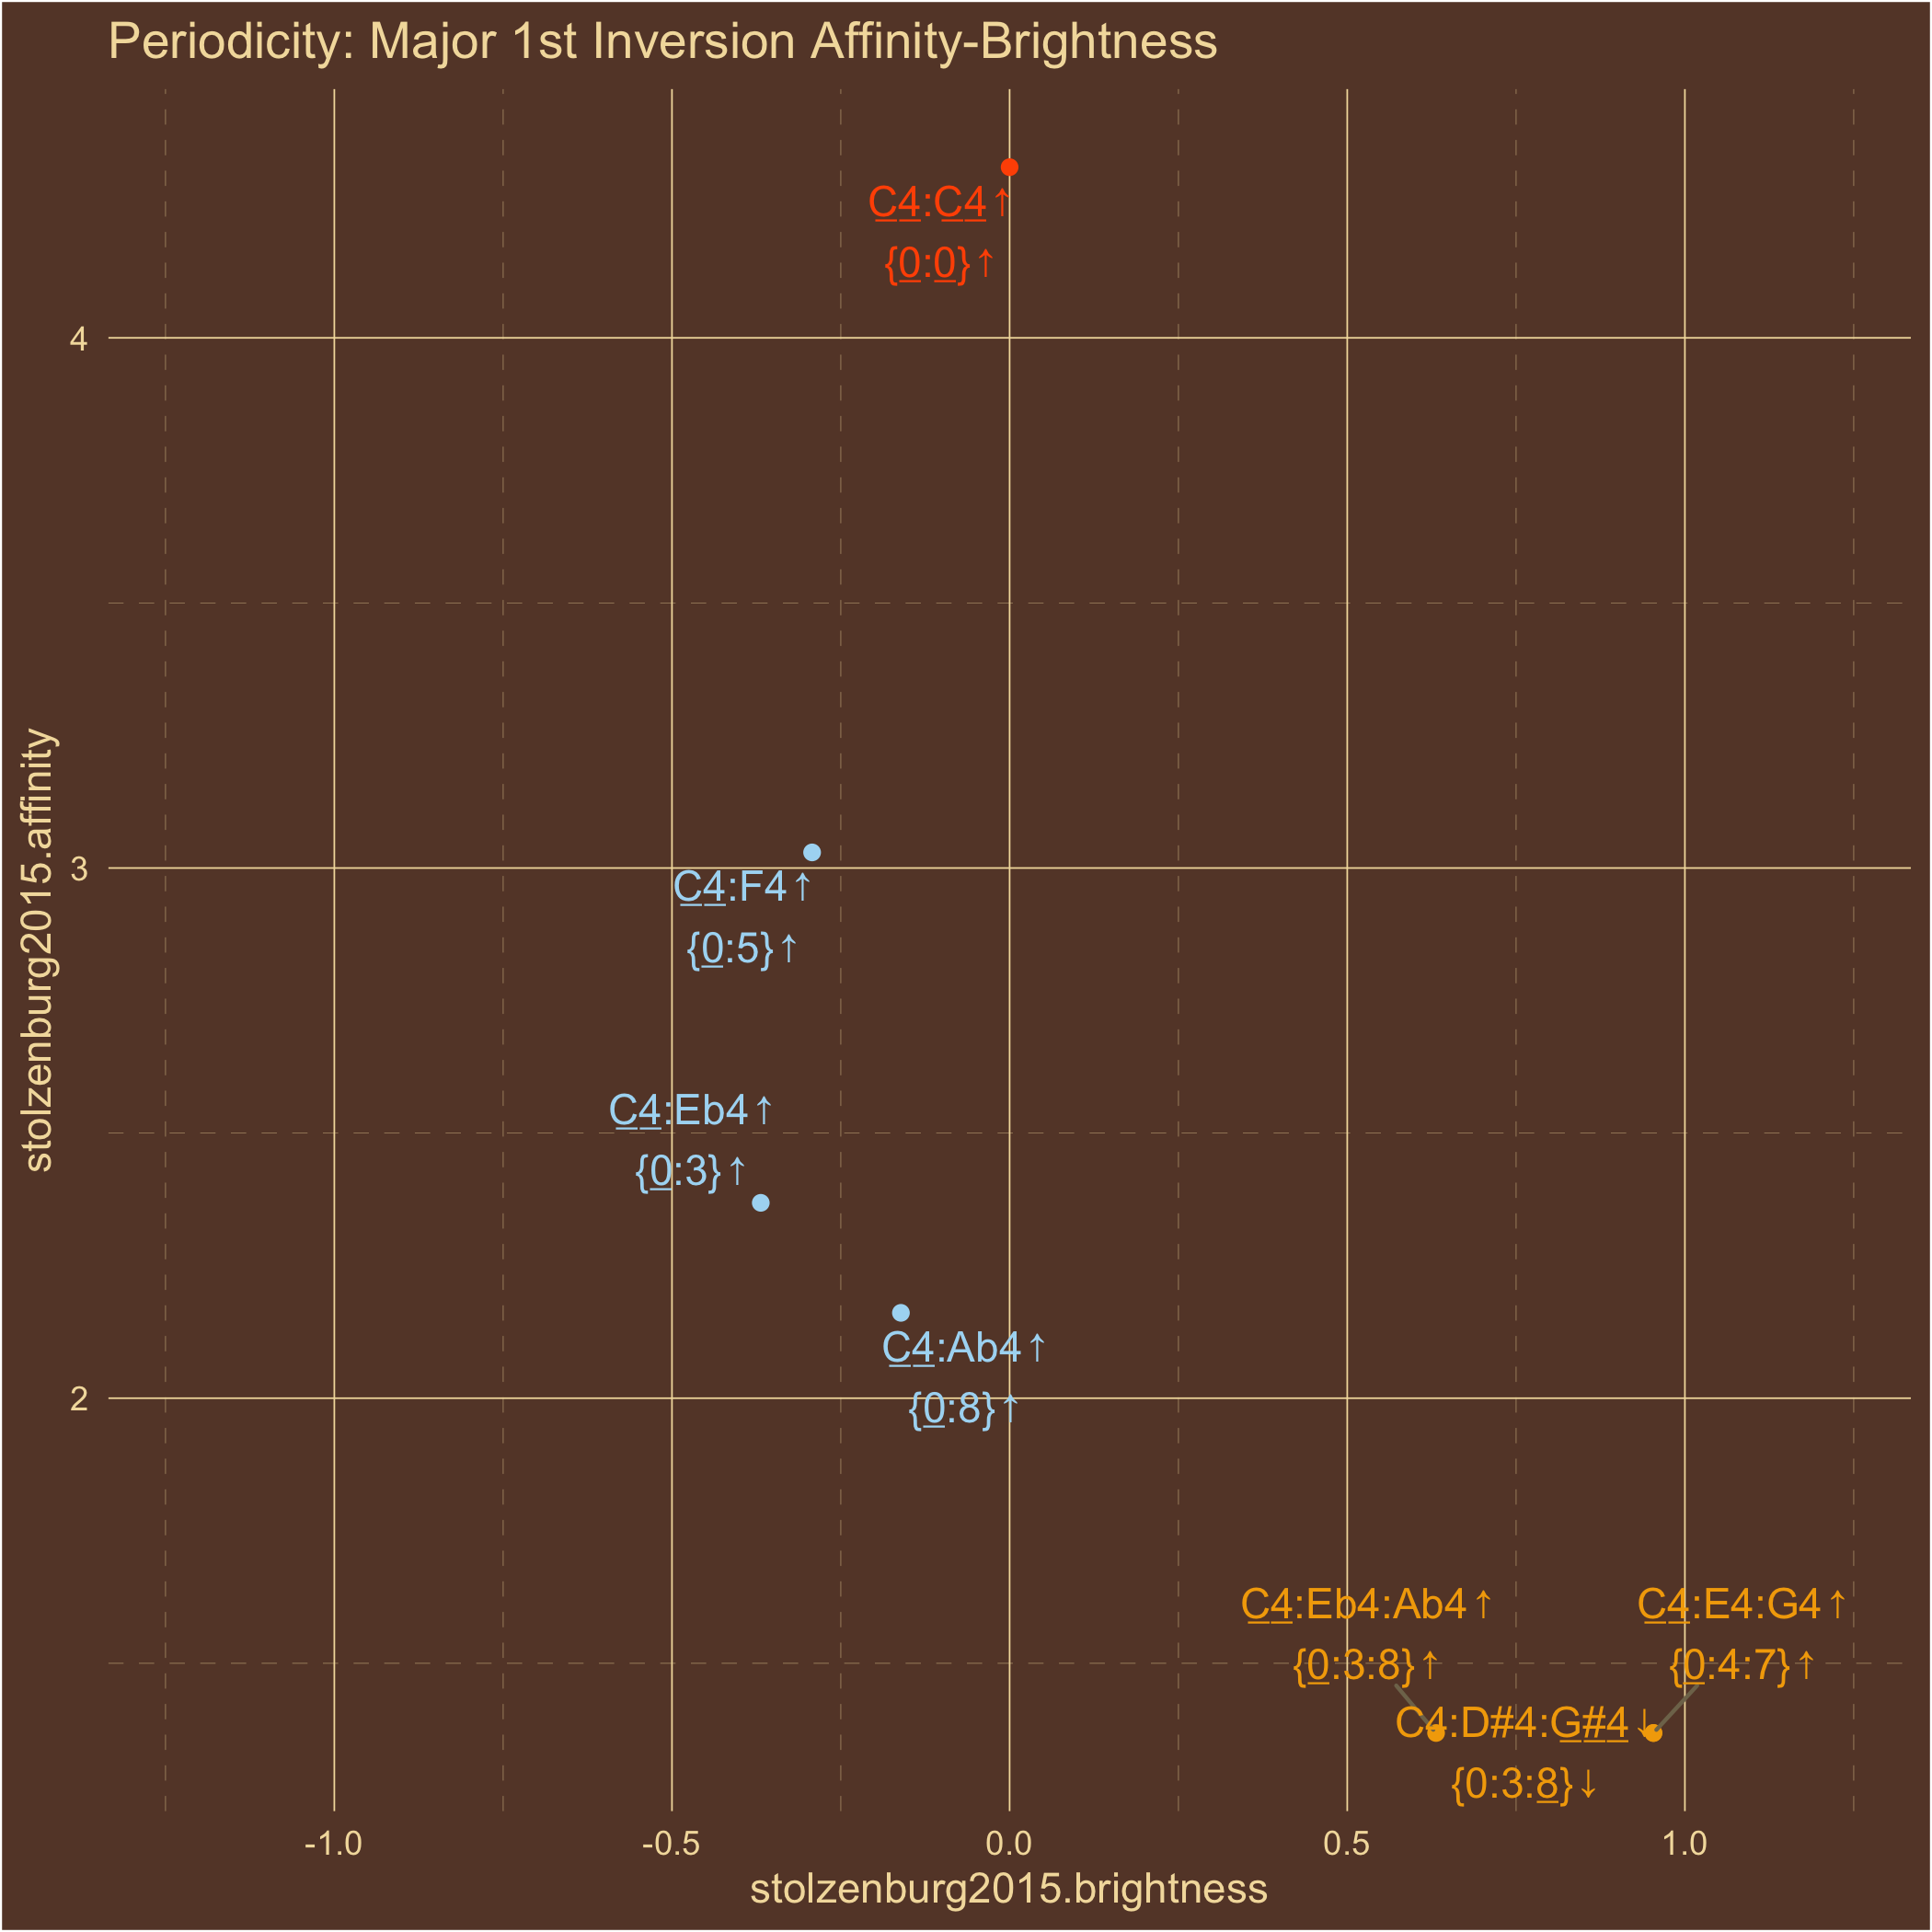 Periodicity: Major 1st Inversion Affinity-Brightness
C4:C4↑
{0:0}↑
4
C4:F4↑
{0:5}↑
3
stolzenburg2015.affinity
C4:Eb4↑
{0:3}↑
C4:Ab4↑
{0:8}↑
2
C4:Eb4:Ab4↑
{0:3:8}↑
C4:E4:G4↑
{0:4:7}↑
C4:D#4:G#4↓
{0:3:8}↓
-1.0
-0.5
0.0
0.5
1.0
stolzenburg2015.brightness